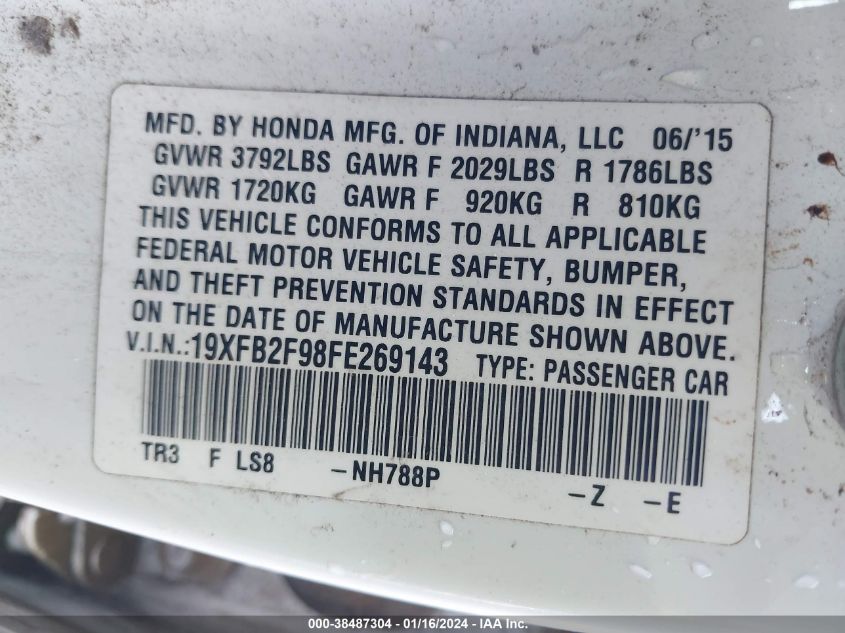 MFD. BY HONDA MFG. OF INDIANA, LLC 06/'15
GVWR 3792LBS GAWR F 2029LBS R 1786LBS
GVWR 1720KG GAWR F 920KG R 810KG
THIS VEHICLE CONFORMS TO ALL APPLICABLE
FEDERAL MOTOR VEHICLE SAFETY, BUMPER,
AND THEFT PREVENTION STANDARDS IN EFFECT
ON THE DATE OF MANUFACTURE SHOWN ABOVE.
V.I.N.:19XFB2F98FE269143 TYPE: PASSENGER CAR
TR3 F LS8 -NH788P -Z -E
000-38487304 - 01/16/2024 - IAA Inc.